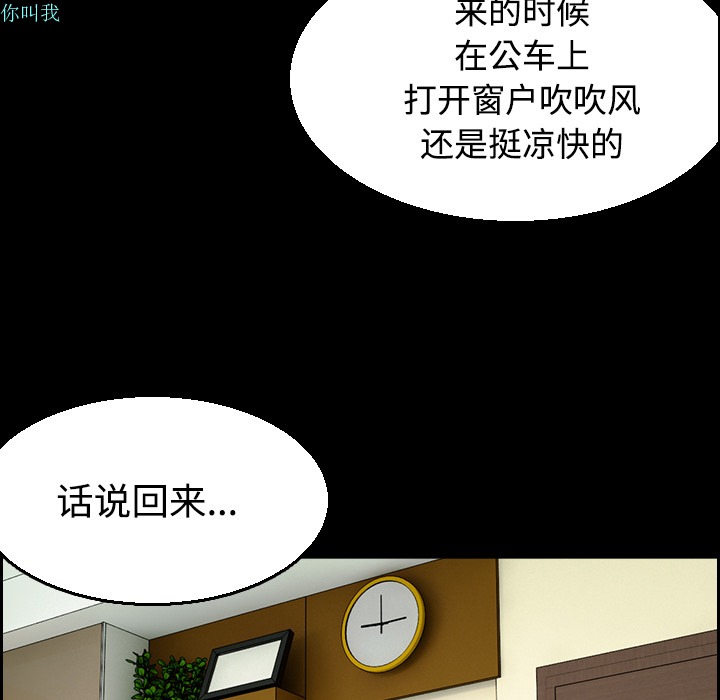 你叫我
来的时候
在公车上
打开窗户吹吹风
还是挺凉快的
话说回来...